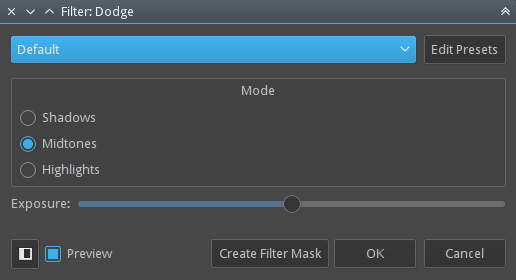 Filter: Dodge
Default
Edit Presets
Mode
Shadows
Midtones
Highlights
Exposure:
Preview
Create Filter Mask
OK
Cancel